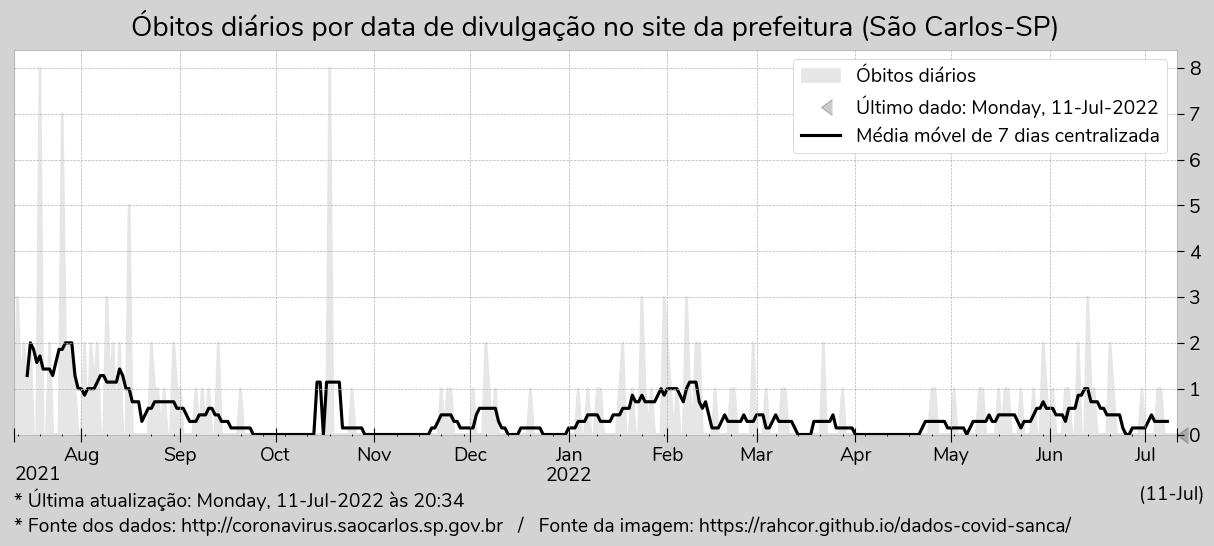 Óbitos diários por data de divulgação no site da prefeitura (São Carlos-SP)
Óbitos diários
Último dado: Monday, 11-Jul-2022
Média móvel de 7 dias centralizada
8
7
6
5
4
3
2
1
0
Aug Sep Oct Nov Dec Jan Feb Mar Apr May Jun Jul
2021 2022
(11-Jul)
* Última atualização: Monday, 11-Jul-2022 às 20:34
* Fonte dos dados: http://coronavirus.saocarlos.sp.gov.br / Fonte da imagem: https://rahcor.github.io/dados-covid-sanca/